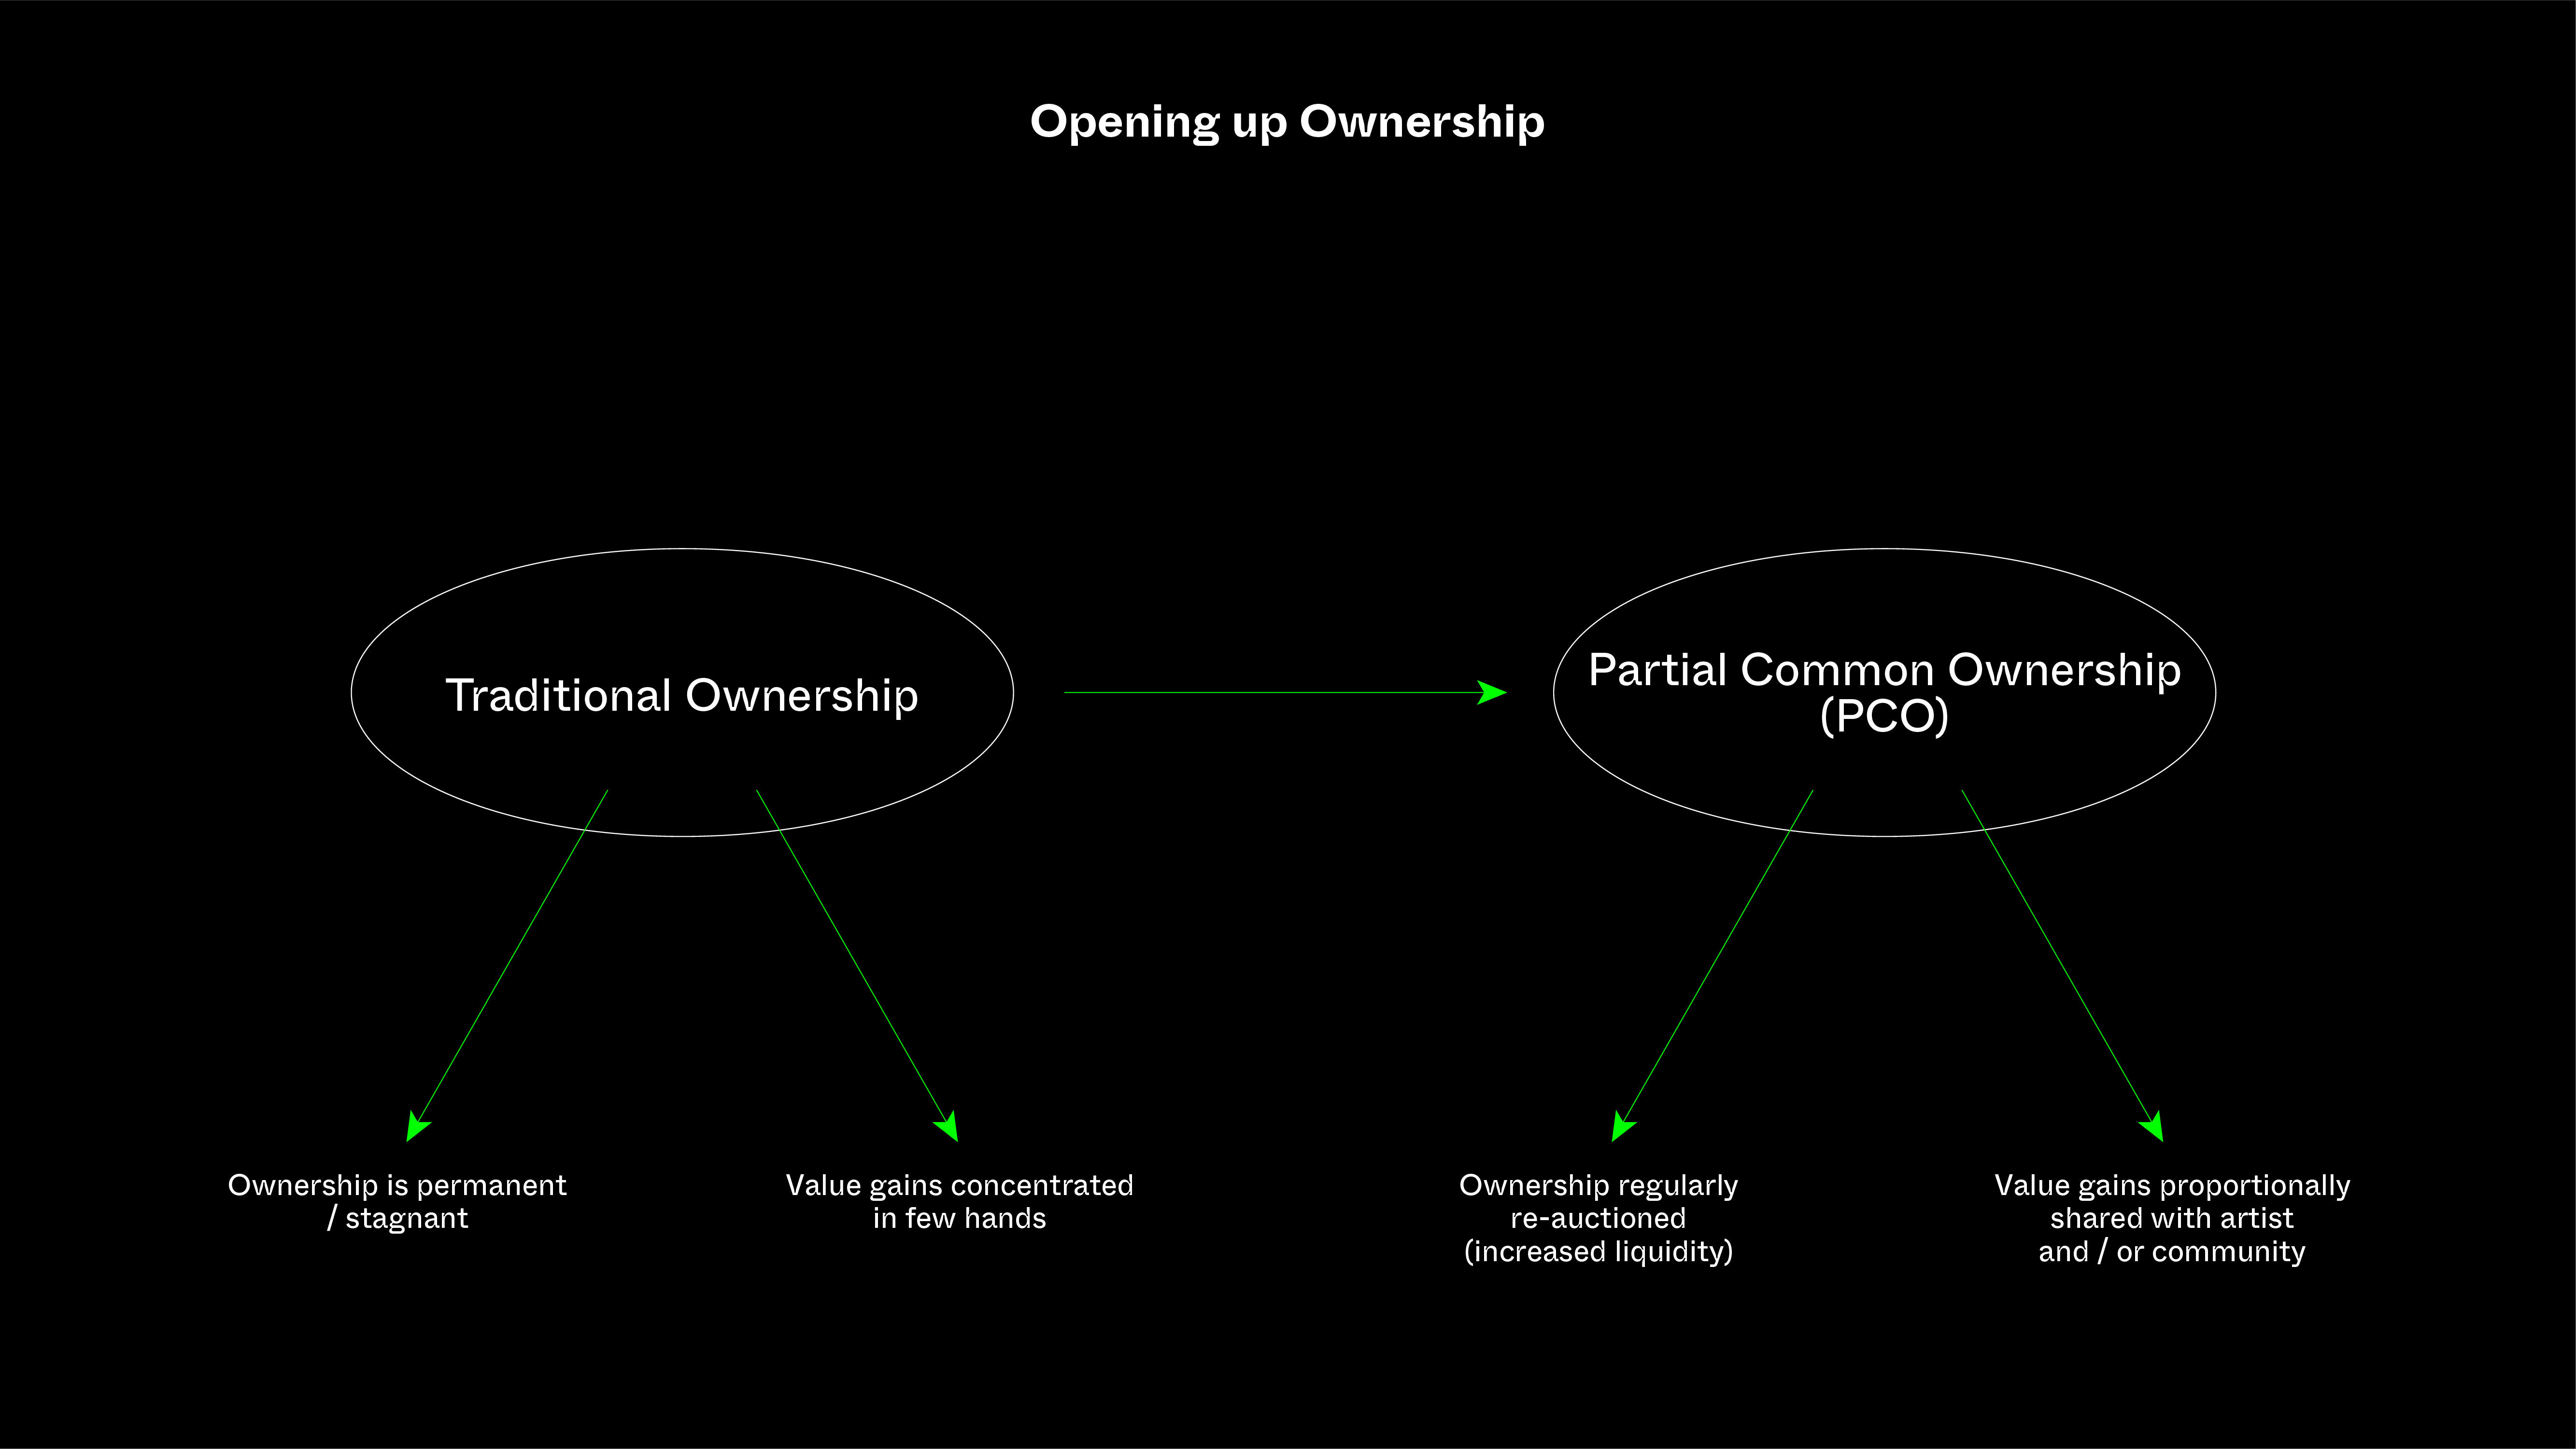 Opening up Ownership
Traditional Ownership
Partial Common Ownership
(PCO)
Ownership is permanent
/ stagnant
Value gains concentrated
in few hands
Ownership regularly
re-auctioned
(increased liquidity)
Value gains proportionally
shared with artist
and / or community